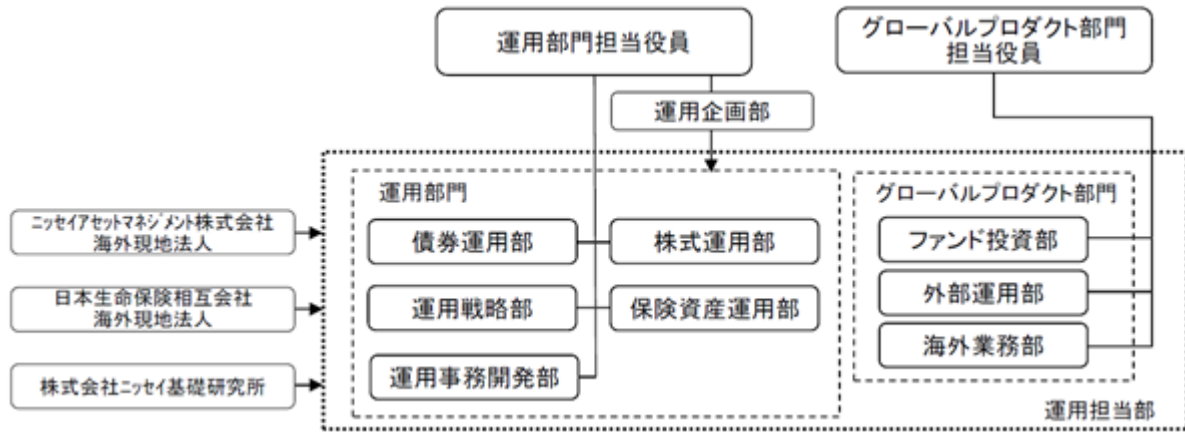 運用部門担当役員
グローバルプロダクト部門
担当役員
運用企画部
運用部門
グローバルプロダクト部門
ニッセイアセットマネジメント株式会社
海外現地法人
債券運用部
株式運用部
ファンド投資部
日本生命保険相互会社
海外現地法人
運用戦略部
保険資産運用部
外部運用部
海外業務部
株式会社ニッセイ基礎研究所
運用事務開発部
運用担当部